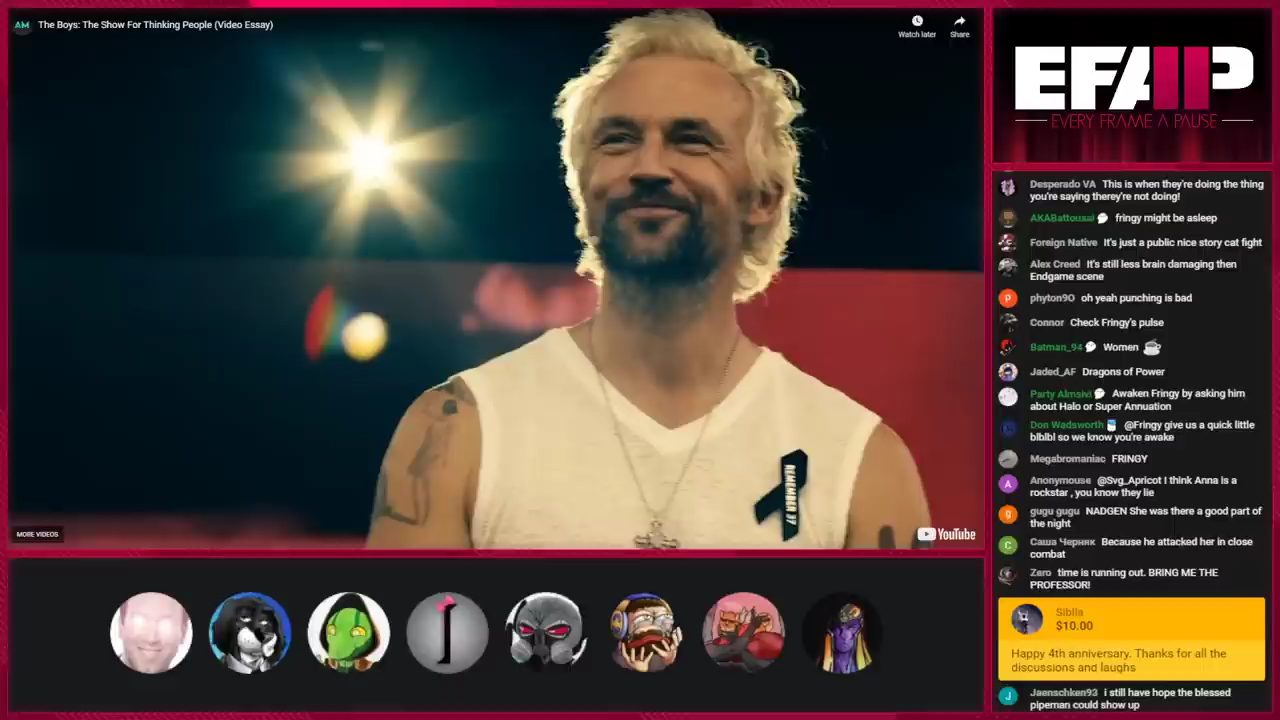 AM
The Boys: The Show For Thinking People (Video Essay)
Watch later
Share
REMEMBER 37
MORE VIDEOS
YouTube
EFAP
EVERY FRAME A PAUSE
Desperado VA This is when they're doing the thing
you're saying therey're not doing!
AKABattousai fringy might be asleep
Foreign Native It's just a public nice story cat fight
Alex Creed It's still less brain damaging then
Endgame scene
P
phyton90 oh yeah punching is bad
Connor Check Fringy's pulse
Batman_94 Women
Jaded_AF Dragons of Power
Party Almsivi Awaken Fringy by asking him
about Halo or Super Annuation
Don Wadsworth @Fringy give us a quick little
blblbl so we know you're awake
Megabromaniac FRINGY
A
Anonymouse @Svg_Apricot I think Anna is a
rockstar , you know they lie
g
gugu gugu NADGEN She was there a good part of
the night
C
Саша Черняк Because he attacked her in close
combat
Zero time is running out. BRING ME THE
PROFESSOR!
Siblla
$10.00
Happy 4th anniversary. Thanks for all the
discussions and laughs
J
Jaenschken93 i still have hope the blessed
pipeman could show up